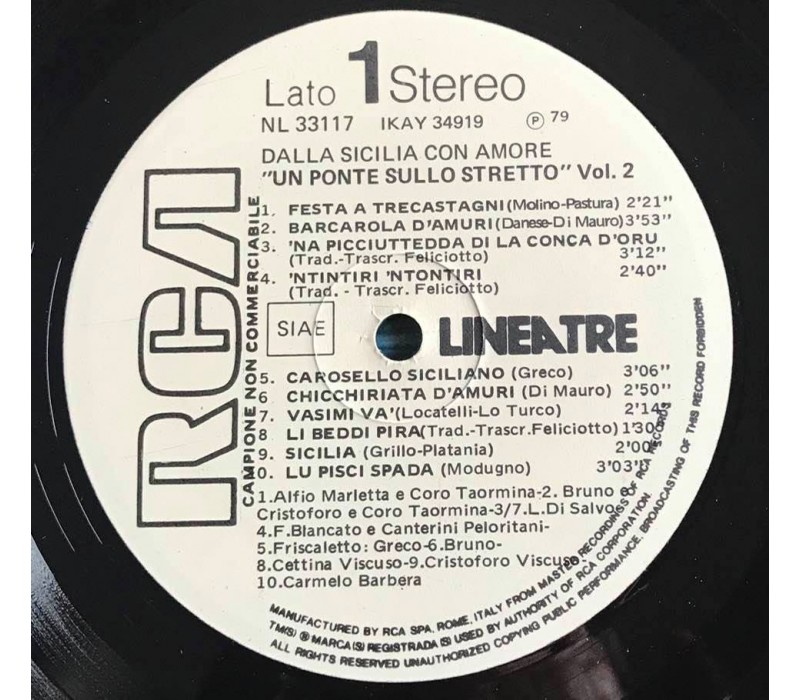 Lato 1 Stereo
NL 33117 IKAY 34919 Ⓟ 79
DALLA SICILIA CON AMORE
"UN PONTE SULLO STRETTO" Vol. 2
RCA
CAMPIONE NON COMMERCIABILE
1. FESTA A TRECASTAGNI (Molino-Pastura) 2'21"
2. BARCAROLA D'AMURI (Danese-Di Mauro) 3'53"
3. 'NA PICCIUTTEDDA DI LA CONCA D'ORU
(Trad.-Trascr. Feliciotto) 3'12"
4. 'NTINTIRI 'NTONTIRI 2'40"
(Trad. - Trascr. Feliciotto)
SIAE LINEATRE
5. CAROSELLO SICILIANO (Greco) 3'06"
6 CHICCHIRIATA D'AMURI (Di Mauro) 2'50"
7. VASIMI VA' (Locatelli-Lo Turco) 2'14"
8 LI BEDDI PIRA (Trad.-Trascr.Feliciotto) 1'30"
9. SICILIA (Grillo-Platania) 2'00"
0. LU PISCI SPADA (Modugno) 3'03"
1.Alfio Marletta e Coro Taormina-2. Bruno e
Cristoforo e Coro Taormina-3/7.L. Di Salvo-
4.F. Blancato e Canterini Peloritani-
5.Friscaletto: Greco-6.Bruno-
8.Cettina Viscuso-9.Cristoforo Viscuso-
10.Carmelo Barbera
MANUFACTURED BY RCA SPA, ROME, ITALY FROM MASTER RECORDINGS OF RCA RECORDS
TM(S) ® MARCA(S) REGISTRADA(S) USED BY AUTHORITY OF RCA CORPORATION.
ALL RIGHTS RESERVED UNAUTHORIZED COPYING PUBLIC PERFORMANCE, BROADCASTING OF THIS RECORD FORBIDDEN